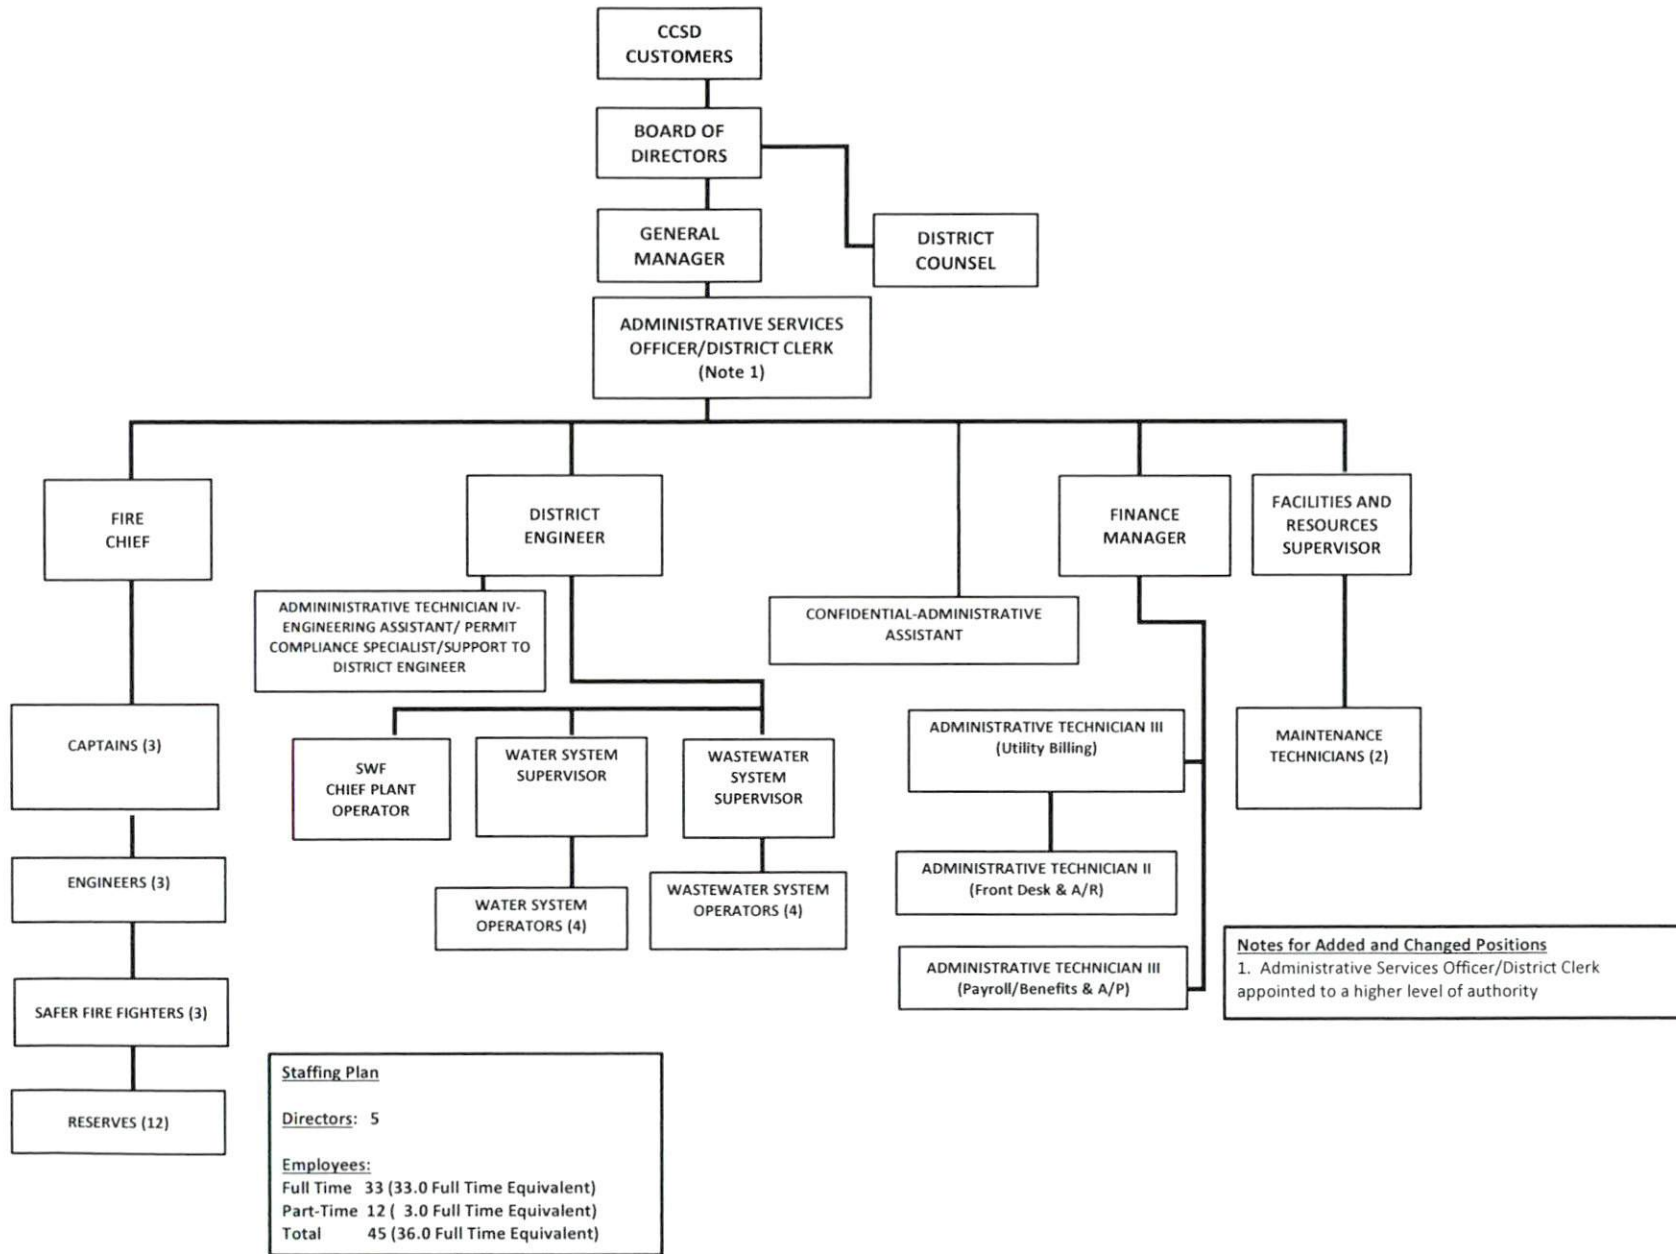 CCSD
CUSTOMERS
BOARD OF
DIRECTORS
GENERAL
MANAGER
DISTRICT
COUNSEL
ADMINISTRATIVE SERVICES
OFFICER/DISTRICT CLERK
(Note 1)
FIRE
CHIEF
DISTRICT
ENGINEER
FINANCE
MANAGER
FACILITIES AND
RESOURCES
SUPERVISOR
ADMININISTRATIVE TECHNICIAN IV-
ENGINEERING ASSISTANT/ PERMIT
COMPLIANCE SPECIALIST/SUPPORT TO
DISTRICT ENGINEER
CONFIDENTIAL-ADMINISTRATIVE
ASSISTANT
CAPTAINS (3)
SWF
CHIEF PLANT
OPERATOR
WATER SYSTEM
SUPERVISOR
WASTEWATER
SYSTEM
SUPERVISOR
ADMINISTRATIVE TECHNICIAN III
(Utility Billing)
MAINTENANCE
TECHNICIANS (2)
ENGINEERS (3)
WATER SYSTEM
OPERATORS (4)
WASTEWATER SYSTEM
OPERATORS (4)
ADMINISTRATIVE TECHNICIAN II
(Front Desk & A/R)
ADMINISTRATIVE TECHNICIAN III
(Payroll/Benefits & A/P)
Notes for Added and Changed Positions
1. Administrative Services Officer/District Clerk
appointed to a higher level of authority
SAFER FIRE FIGHTERS (3)
RESERVES (12)
Staffing Plan
Directors: 5
Employees:
Full Time 33 (33.0 Full Time Equivalent)
Part-Time 12 ( 3.0 Full Time Equivalent)
Total 45 (36.0 Full Time Equivalent)